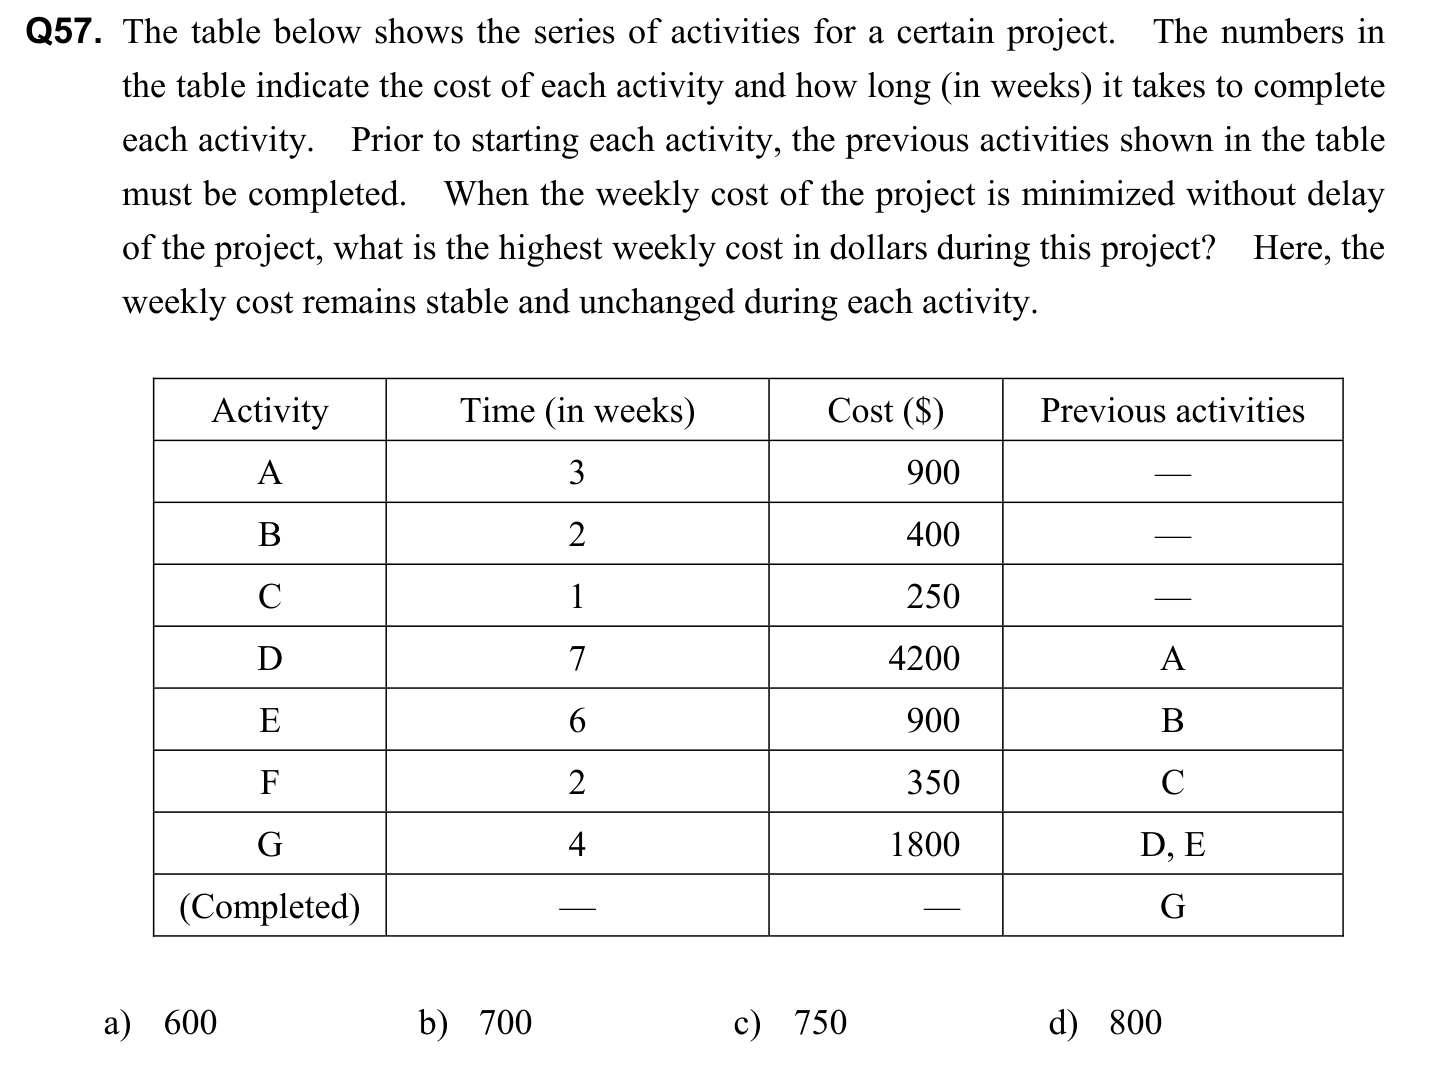 Q57. The table below shows the series of activities for a certain project. The numbers in
the table indicate the cost of each activity and how long (in weeks) it takes to complete
each activity. Prior to starting each activity, the previous activities shown in the table
must be completed. When the weekly cost of the project is minimized without delay
of the project, what is the highest weekly cost in dollars during this project? Here, the
weekly cost remains stable and unchanged during each activity.
Activity Time (in weeks) Cost ($) Previous activities
A 3 900 —
B 2 400 —
C 1 250 —
D 7 4200 A
E 6 900 B
F 2 350 C
G 4 1800 D, E
(Completed) — — G
a) 600 b) 700 c) 750 d) 800